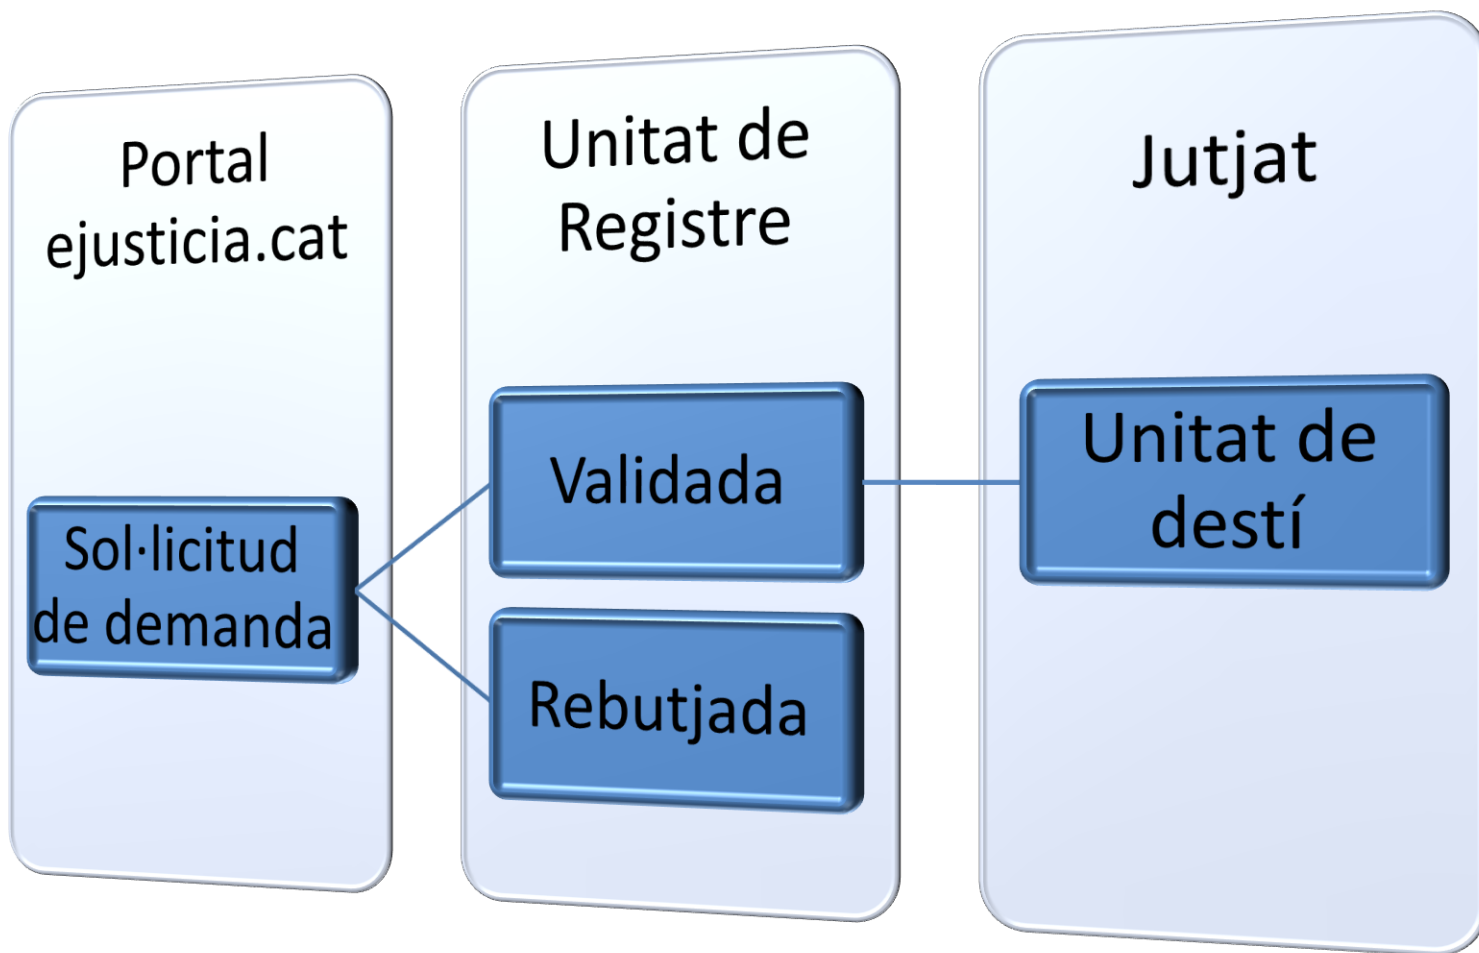 Portal
ejusticia.cat
Sol·licitud
de demanda
Unitat de
Registre
Validada
Rebutjada
Jutjat
Unitat de
destí